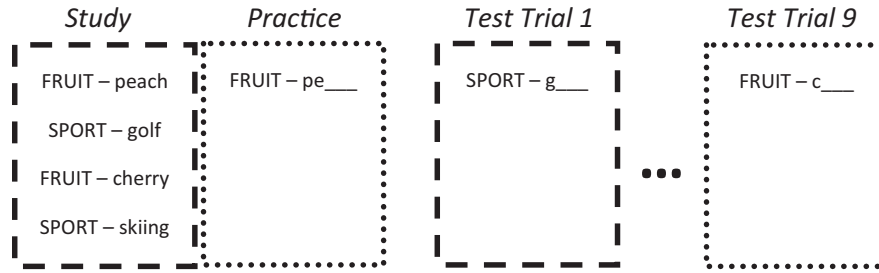 Study
FRUIT – peach
SPORT – golf
FRUIT – cherry
SPORT – skiing
Practice
FRUIT – pe___
Test Trial 1
SPORT – g___
...
Test Trial 9
FRUIT – c___